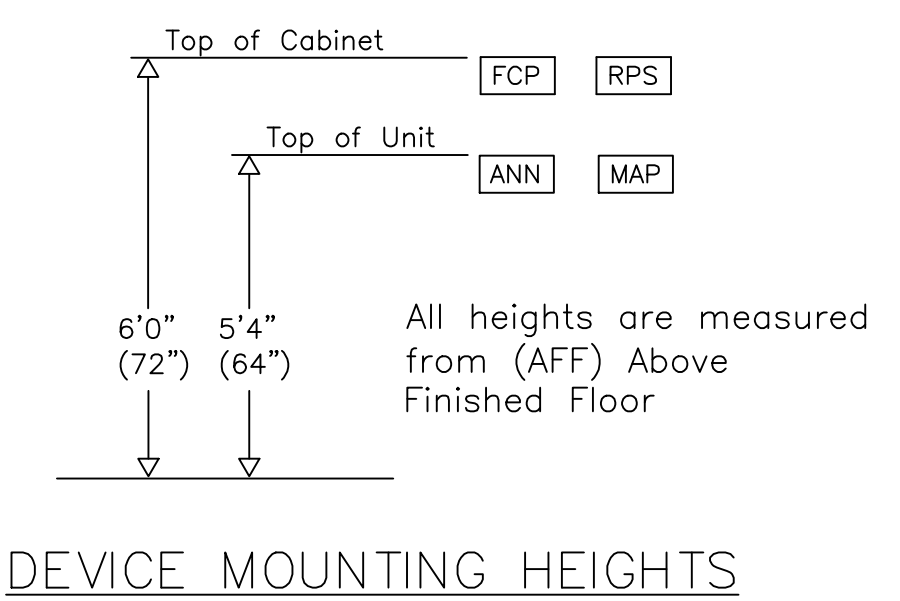 Top of Cabinet
FCP RPS
Top of Unit
ANN MAP
6'0" 5'4"
(72") (64")
All heights are measured
from (AFF) Above
Finished Floor
DEVICE MOUNTING HEIGHTS